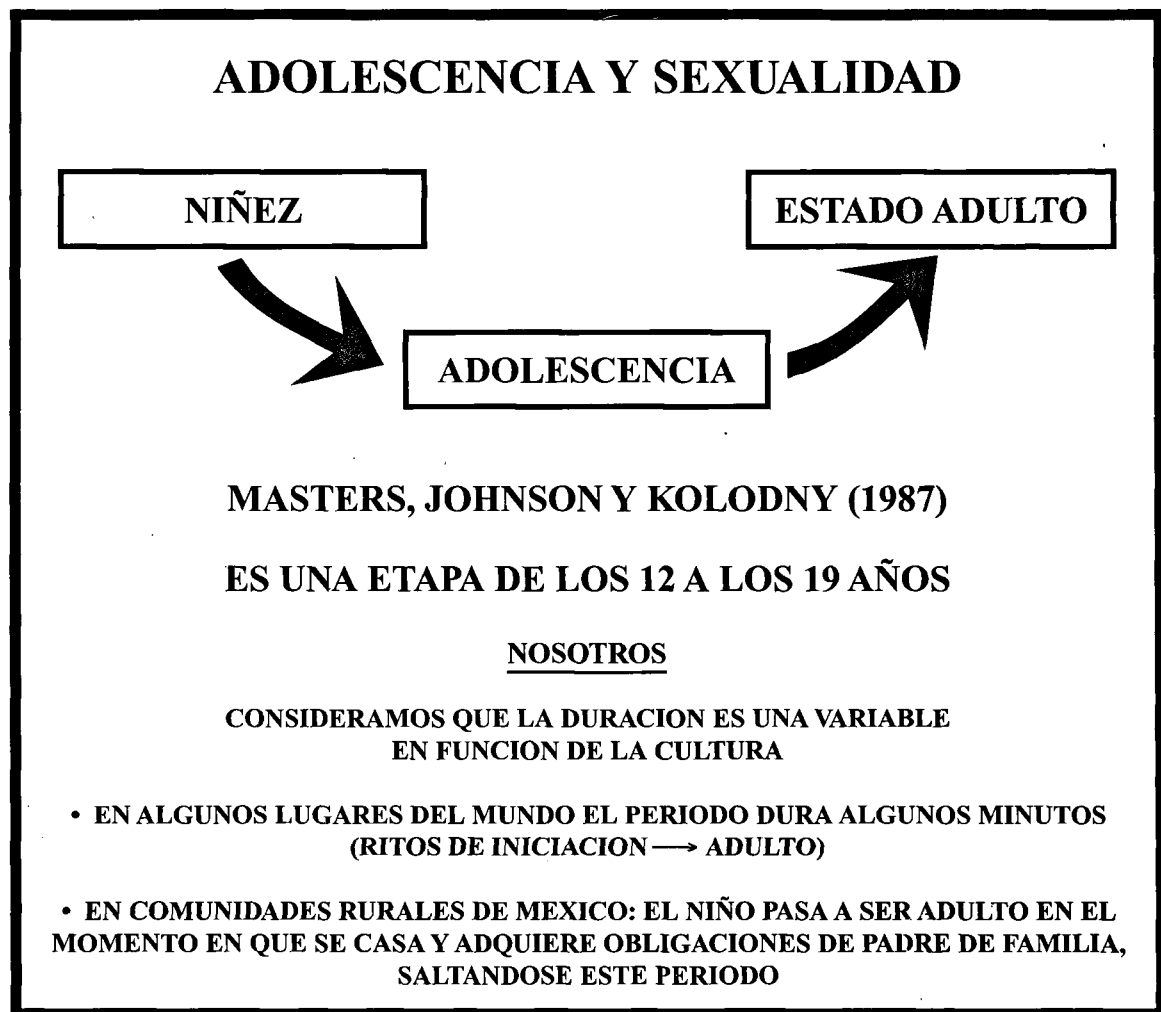 ADOLESCENCIA Y SEXUALIDAD
NIÑEZ
ESTADO ADULTO
ADOLESCENCIA
MASTERS, JOHNSON Y KOLODNY (1987)
ES UNA ETAPA DE LOS 12 A LOS 19 AÑOS
NOSOTROS
CONSIDERAMOS QUE LA DURACION ES UNA VARIABLE
EN FUNCION DE LA CULTURA
• EN ALGUNOS LUGARES DEL MUNDO EL PERIODO DURA ALGUNOS MINUTOS
(RITOS DE INICIACION ⟶ ADULTO)
• EN COMUNIDADES RURALES DE MEXICO: EL NIÑO PASA A SER ADULTO EN EL
MOMENTO EN QUE SE CASA Y ADQUIERE OBLIGACIONES DE PADRE DE FAMILIA,
SALTANDOSE ESTE PERIODO